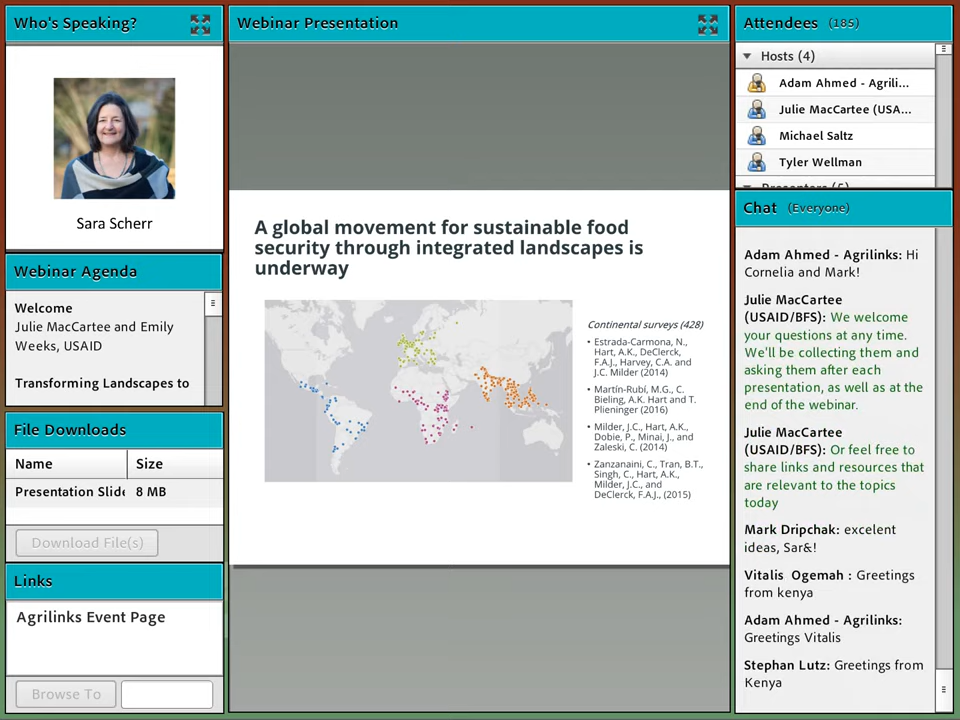 Who's Speaking?
Sara Scherr
Webinar Agenda
Welcome
Julie MacCartee and Emily
Weeks, USAID
Transforming Landscapes to
File Downloads
Name Size
Presentation Slide 8 MB
Download File(s)
Links
Agrilinks Event Page
Browse To
Webinar Presentation
A global movement for sustainable food
security through integrated landscapes is
underway
Continental surveys (428)
• Estrada-Carmona, N.,
Hart, A.K., DeClerck,
F.A.J., Harvey, C.A. and
J.C. Milder (2014)
• Martín-Rubí, M.G., C.
Bieling, A.K. Hart and T.
Plieninger (2016)
• Milder, J.C., Hart, A.K.,
Dobie, P., Minai, J., and
Zaleski, C. (2014)
• Zanzanaini, C., Tran, B.T.,
Singh, C., Hart, A.K.,
Milder, J.C., and
DeClerck, F.A.J., (2015)
Attendees (185)
Hosts (4)
Adam Ahmed - Agrili...
Julie MacCartee (USA...
Michael Saltz
Tyler Wellman
Presenters (5)
Chat (Everyone)
Adam Ahmed - Agrilinks: Hi
Cornelia and Mark!
Julie MacCartee
(USAID/BFS): We welcome
your questions at any time.
We'll be collecting them and
asking them after each
presentation, as well as at the
end of the webinar.
Julie MacCartee
(USAID/BFS): Or feel free to
share links and resources that
are relevant to the topics
today
Mark Dripchak: excelent
ideas, Sar&!
Vitalis Ogemah : Greetings
from kenya
Adam Ahmed - Agrilinks:
Greetings Vitalis
Stephan Lutz: Greetings from
Kenya